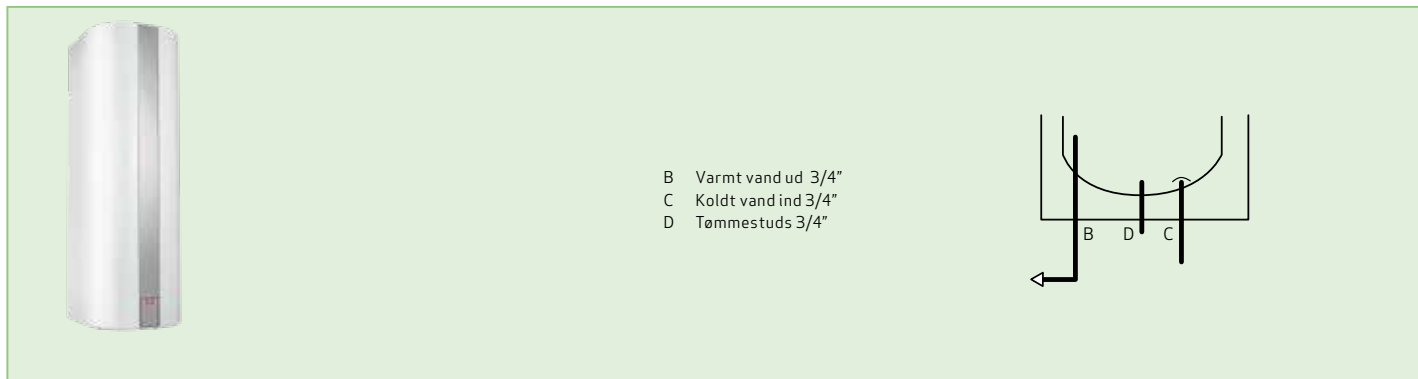 B Varmt vand ud 3/4”
C Koldt vand ind 3/4”
D Tømmestuds 3/4”
B D C